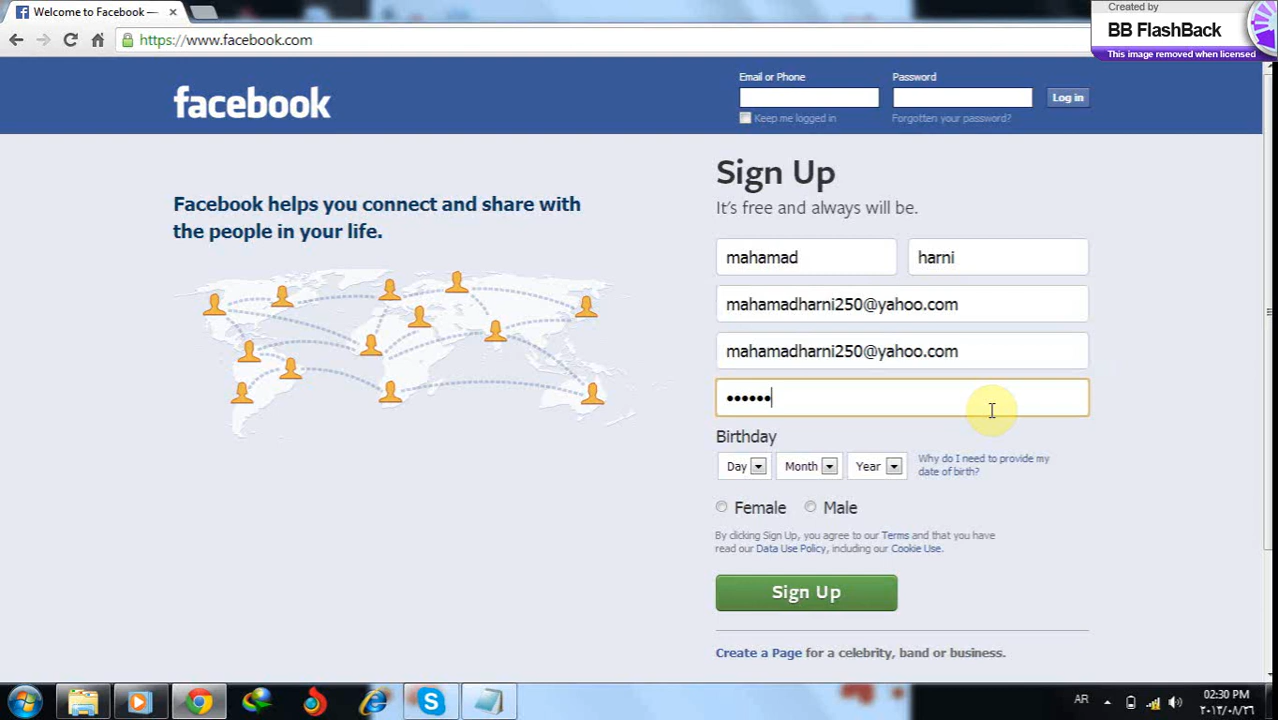 Welcome to Facebook —
Created by
BB FlashBack
This image removed when licensed
https://www.facebook.com
facebook
Email or Phone
Password
Log in
Keep me logged in
Forgotten your password?
Sign Up
It's free and always will be.
Facebook helps you connect and share with
the people in your life.
mahamad
harni
mahamadharni250@yahoo.com
mahamadharni250@yahoo.com
••••••
Birthday
Day
Month
Year
Why do I need to provide my
date of birth?
Female
Male
By clicking Sign Up, you agree to our Terms and that you have
read our Data Use Policy, including our Cookie Use.
Sign Up
Create a Page for a celebrity, band or business.
AR
02:30 PM
٢٠١٣/٠٨/٢٦